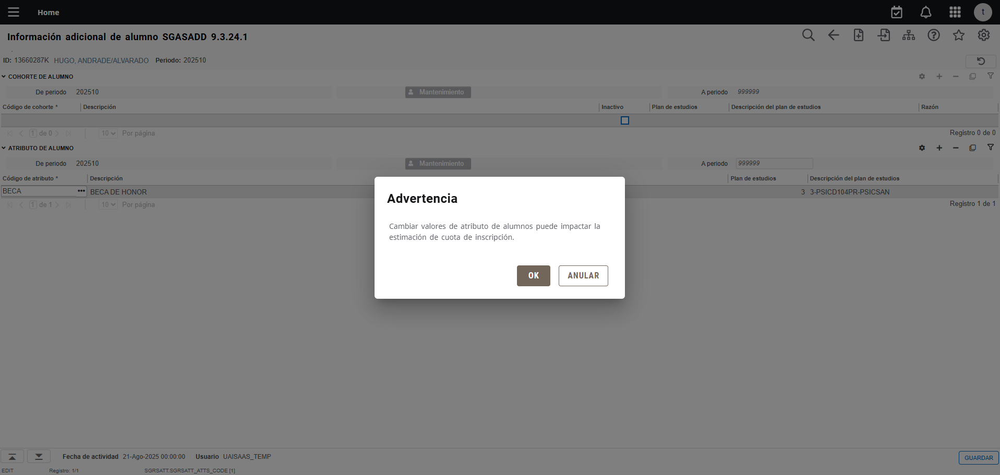 Home
t
Información adicional de alumno SGASADD 9.3.24.1
ID: 13660287K HUGO, ANDRADE/ALVARADO Periodo: 202510
COHORTE DE ALUMNO
De periodo 202510 Mantenimiento A periodo 999999
Código de cohorte * Descripción Inactivo Plan de estudios Descripción del plan de estudios Razón
1 de 0 10 Por página Registro 0 de 0
ATRIBUTO DE ALUMNO
De periodo 202510 Mantenimiento A periodo 999999
Código de atributo * Descripción Plan de estudios Descripción del plan de estudios
BECA ••• BECA DE HONOR 3 3-PSICD104PR-PSICSAN
1 de 1 10 Por página Registro 1 de 1
Advertencia
Cambiar valores de atributo de alumnos puede impactar la
estimación de cuota de inscripción.
OK ANULAR
Fecha de actividad 21-Ago-2025 00:00:00 Usuario UAISAAS_TEMP GUARDAR
EDIT Registro: 1/1 SGRSATT.SGRSATT_ATTS_CODE [1]